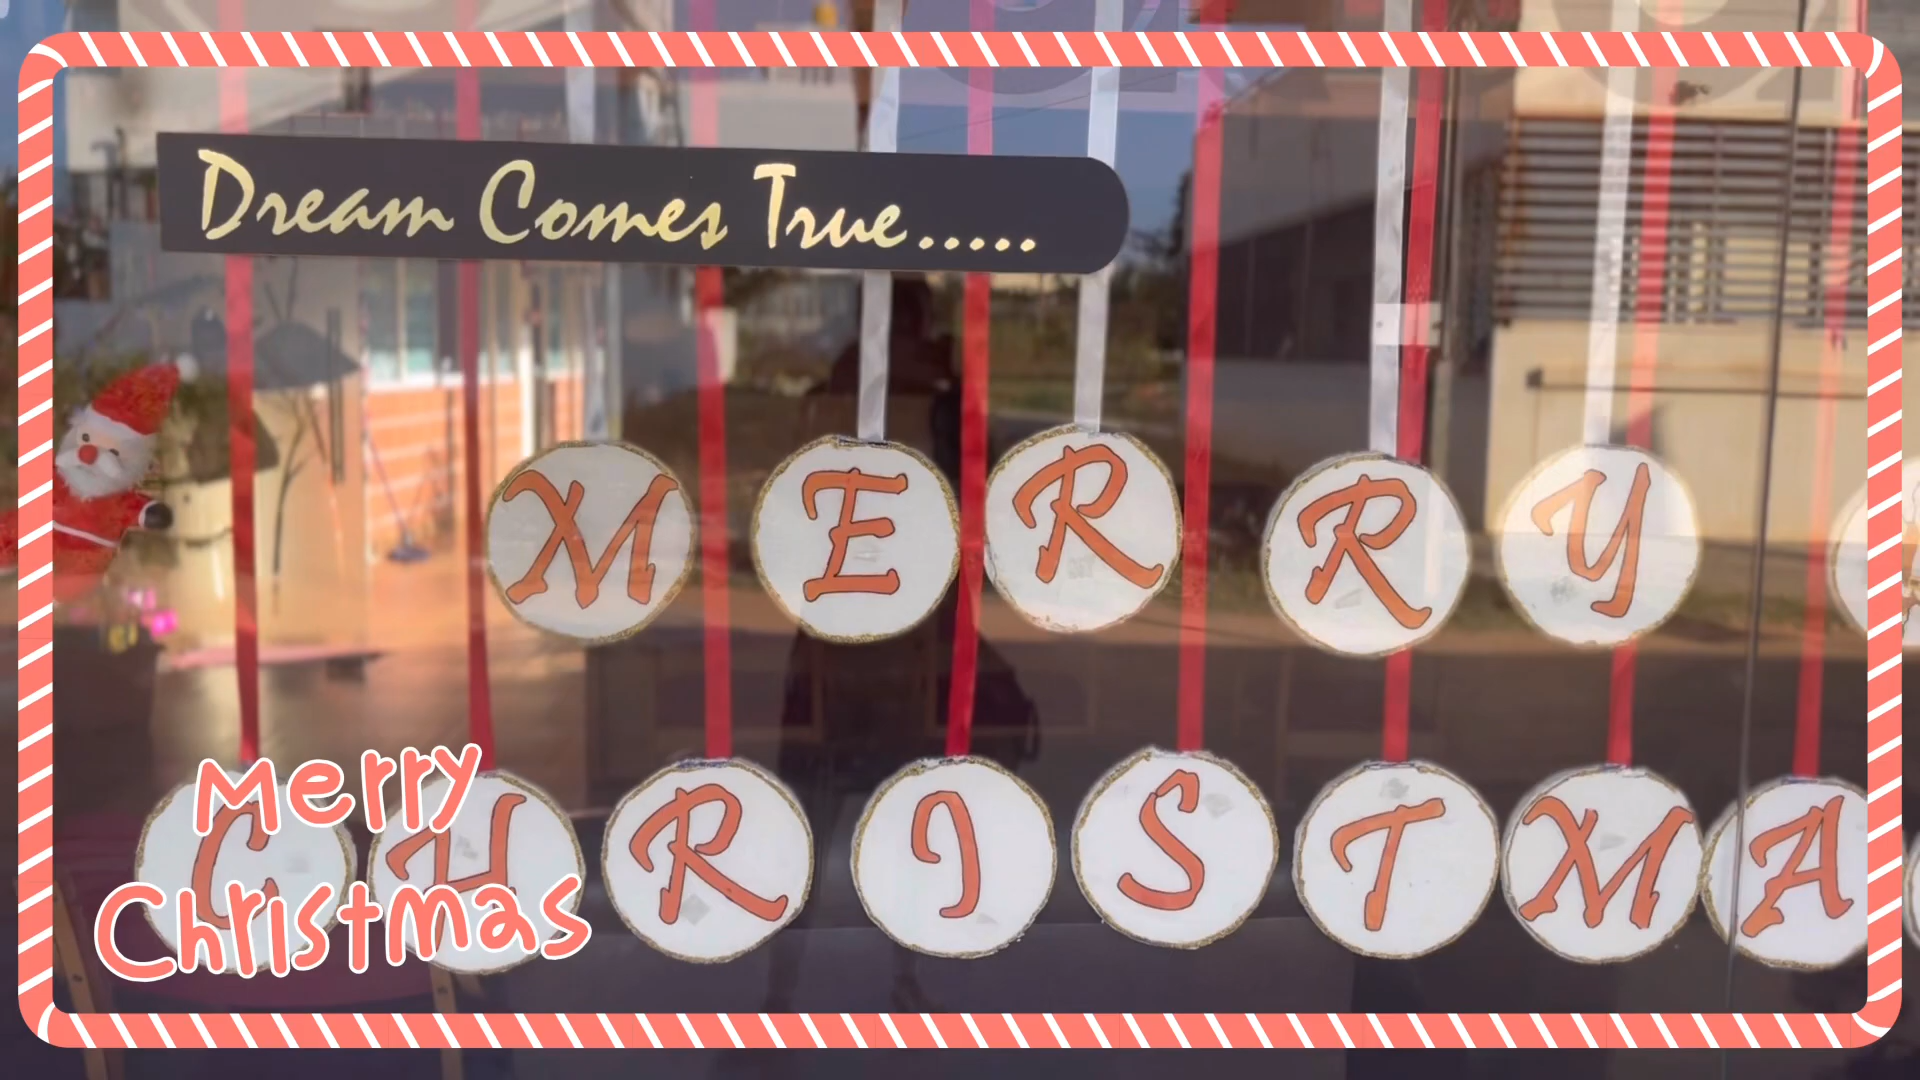 Dream Comes True.....
MERRY
CHRISTMA
Merry
Christmas